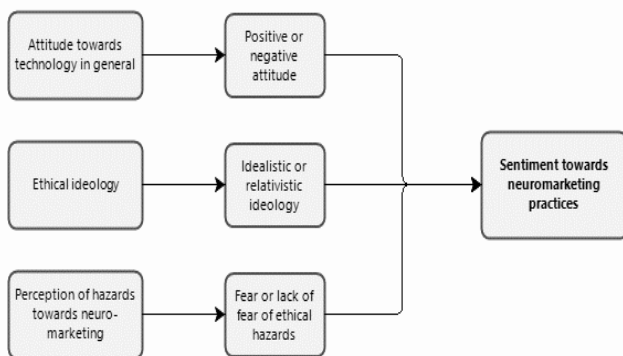 Attitude towards
technology in general
Positive or
negative
attitude
Ethical ideology
Idealistic or
relativistic
ideology
Sentiment towards
neuromarketing
practices
Perception of hazards
towards neuro-
marketing
Fear or lack of
fear of ethical
hazards